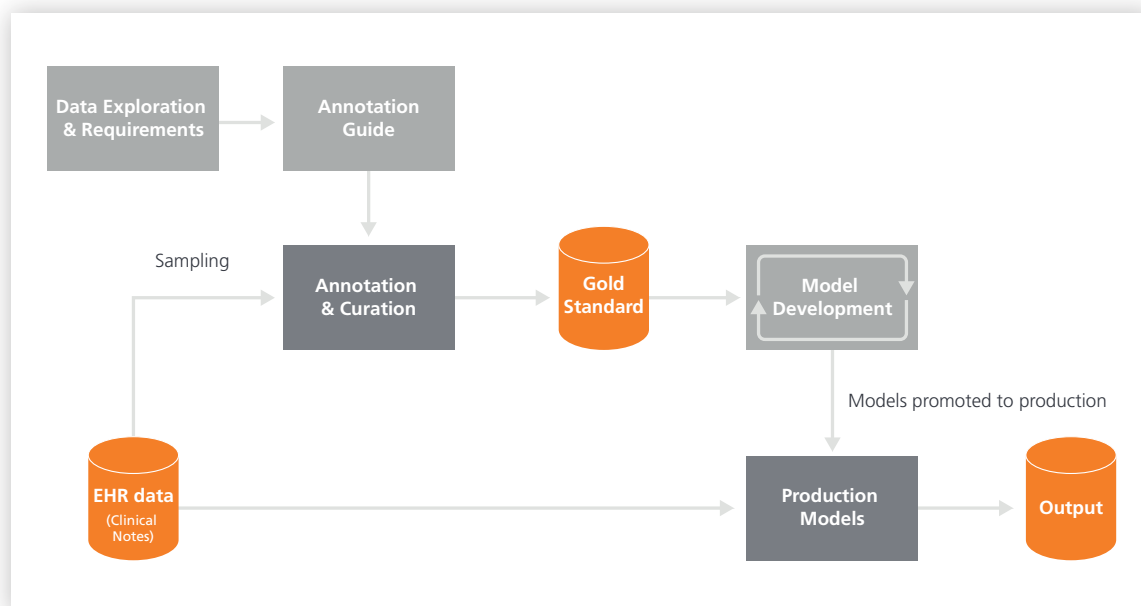 Data Exploration
& Requirements
Annotation
Guide
Sampling
Annotation
& Curation
Gold
Standard
Model
Development
Models promoted to production
EHR data
(Clinical
Notes)
Production
Models
Output